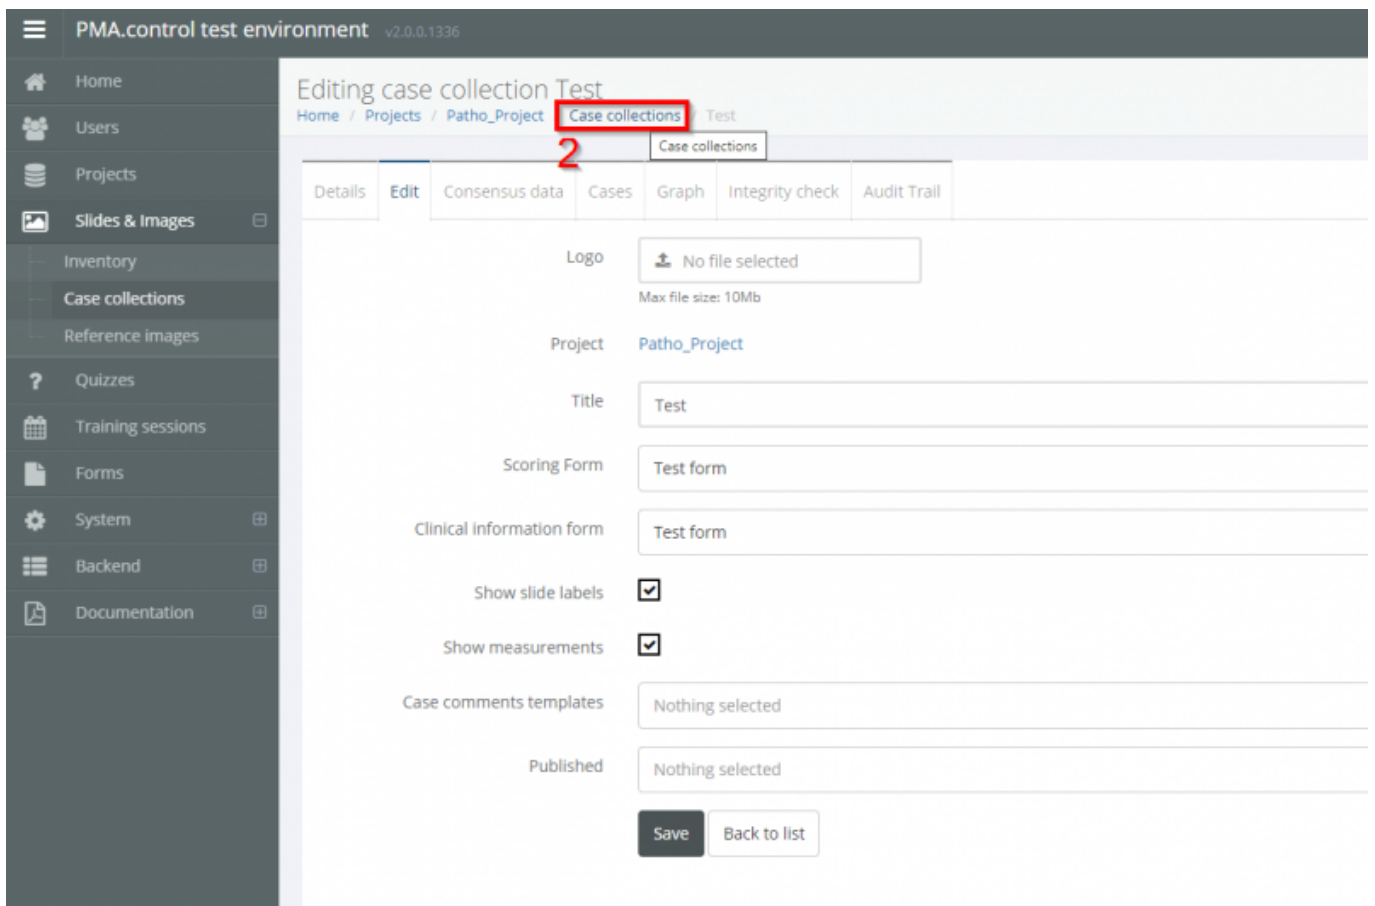 PMA.control test environment v2.0.0.1336
Home
Users
Projects
Slides & Images
Inventory
Case collections
Reference images
Quizzes
Training sessions
Forms
System
Backend
Documentation
Editing case collection Test
Home / Projects / Patho_Project Case collections / Test
2
Case collections
Details Edit Consensus data Cases Graph Integrity check Audit Trail
Logo No file selected
Max file size: 10Mb
Project Patho_Project
Title Test
Scoring Form Test form
Clinical information form Test form
Show slide labels
Show measurements
Case comments templates Nothing selected
Published Nothing selected
Save Back to list